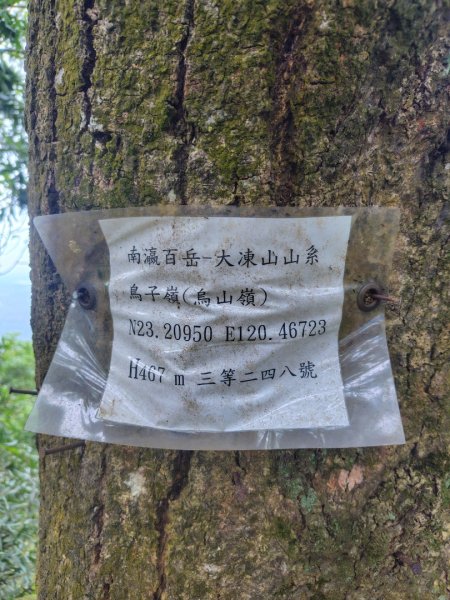 南瀛百岳-大凍山山系
鳥子嶺(烏山嶺)
N23.20950 E120.46723
H467 m 三等二四八號